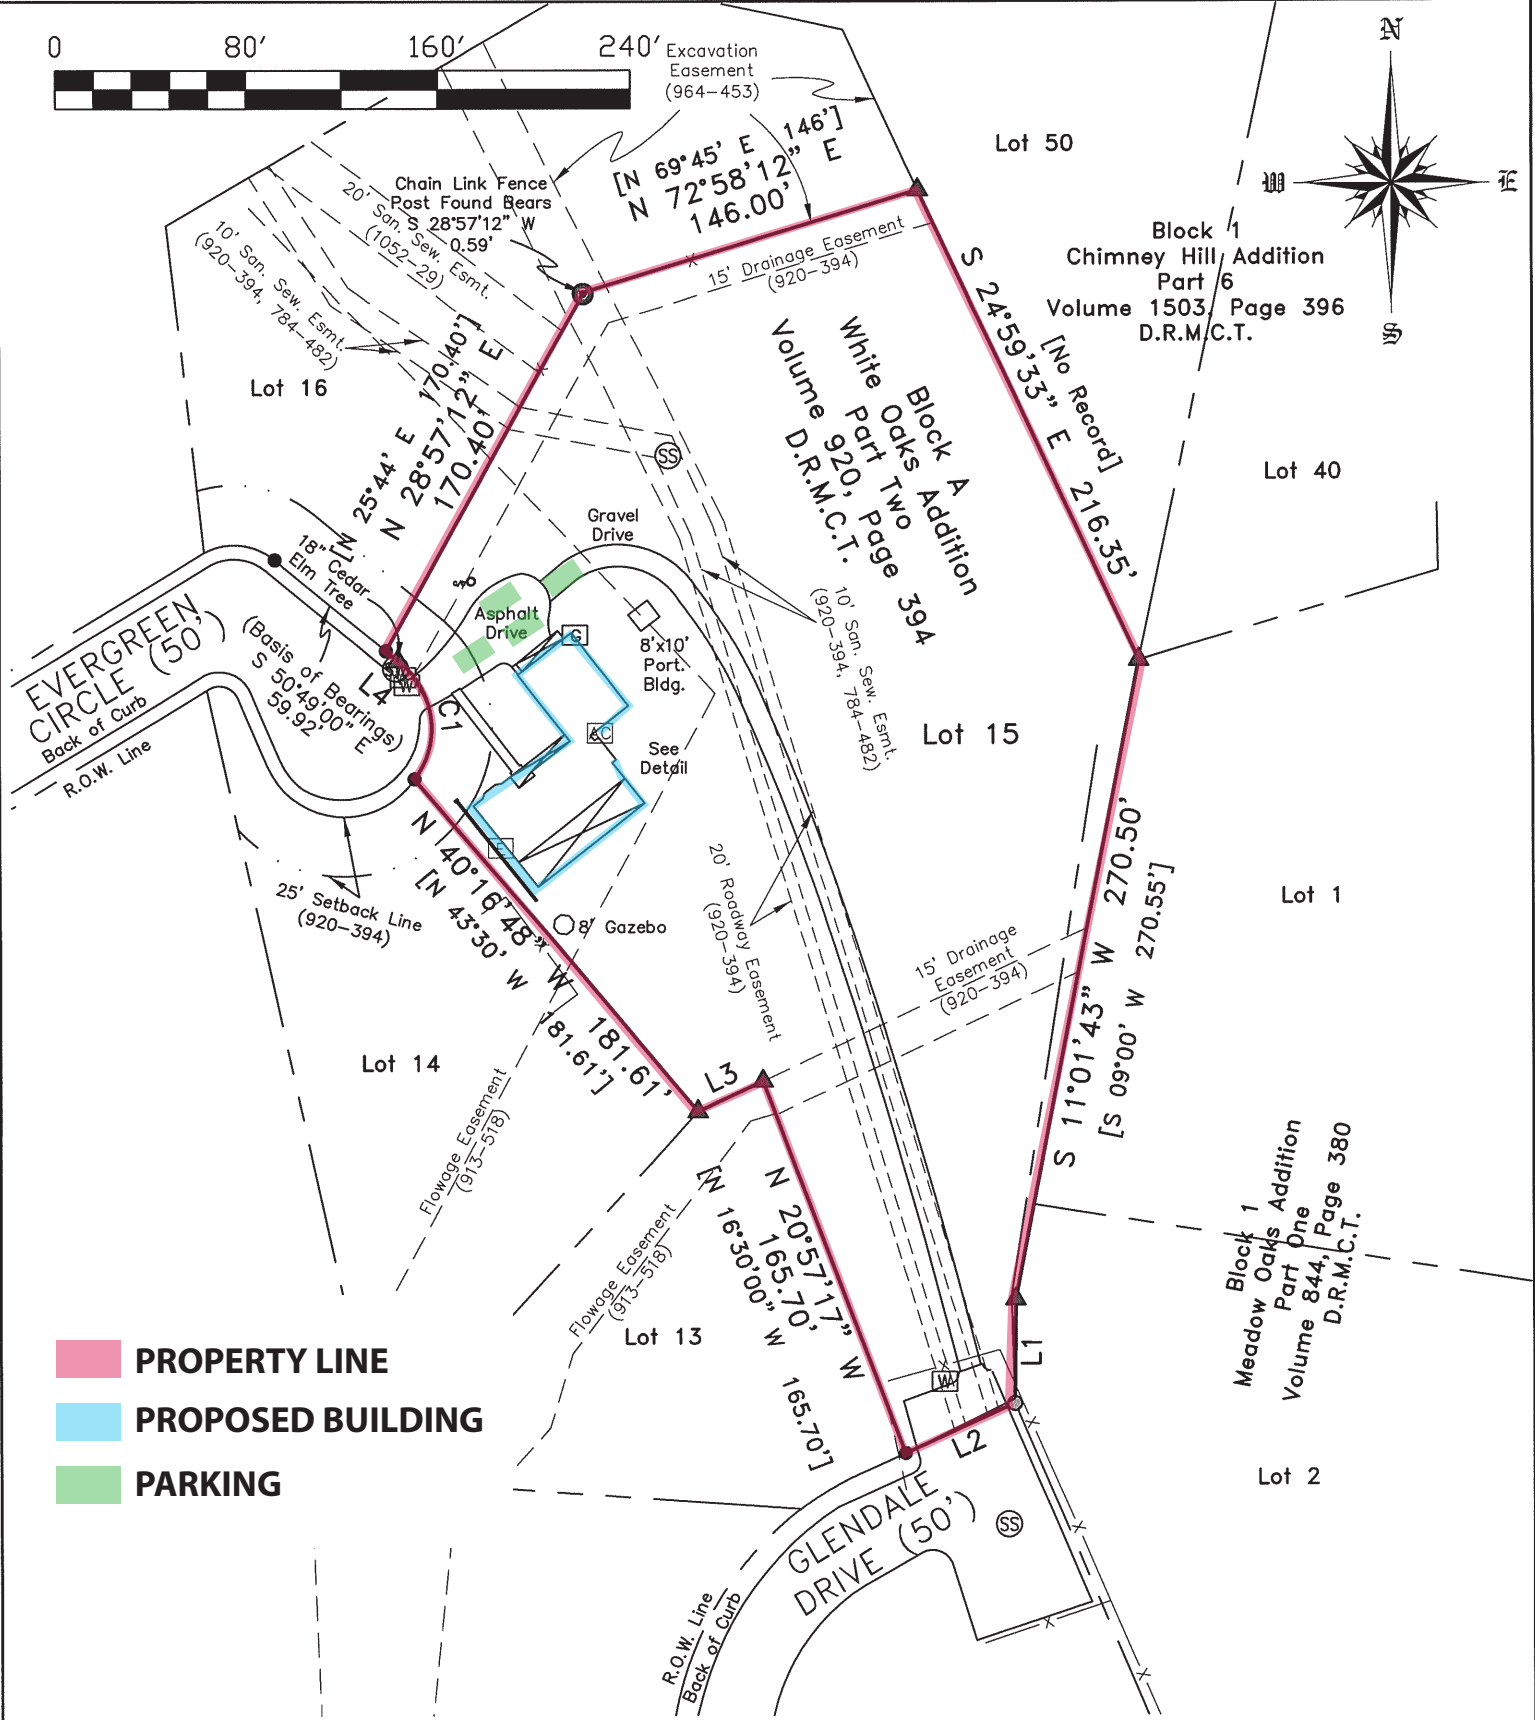 0 80' 160' 240'
Excavation
Easement
(964-453)
N
W E
S
Lot 50
[N 69°45' E 146']
N 72°58'12" E
146.00'
Chain Link Fence
Post Found Bears
S 28°57'12" W
0.59'
20' San. Sew. Esmt.
(1052-29)
10' San. Sew. Esmt.
(920-394, 784-482)
15' Drainage Easement
(920-394)
Block 1
Chimney Hill Addition
Part 6
Volume 1503, Page 396
D.R.M.C.T.
S 24°59'33" E 216.35'
[No Record]
Block A
White Oaks Addition
Part Two
Volume 920, Page 394
D.R.M.C.T.
Lot 16
[N 25°44' E 170.40']
N 28°57'12" E
170.40'
SS
Lot 40
Gravel
Drive
18" Cedar
Elm Tree
Asphalt
Drive
G
8'x10'
Port.
Bldg.
10' San. Sew. Esmt.
(920-394, 784-482)
EVERGREEN
CIRCLE (50')
Back of Curb
R.O.W. Line
(Basis of Bearings)
S 50°49'00" E
59.92'
L4
W
C1
AC
See
Detail
Lot 15
E
25' Setback Line
(920-394)
N 40°16'48" W 181.61'
[N 43°30' W 181.61']
8' Gazebo
20' Roadway Easement
(920-394)
15' Drainage
Easement
(920-394)
S 11°01'43" W 270.50'
[S 09°00' W 270.55']
Lot 1
Lot 14
L3
Flowage Easement
(913-518)
Flowage Easement
(913-518)
N 20°57'17" W
165.70'
[N 16°30'00" W 165.70']
Lot 13
Block 1
Meadow Oaks Addition
Part One
Volume 844, Page 380
D.R.M.C.T.
L1
L2
Lot 2
PROPERTY LINE
PROPOSED BUILDING
PARKING
GLENDALE
DRIVE (50')
SS
R.O.W. Line
Back of Curb